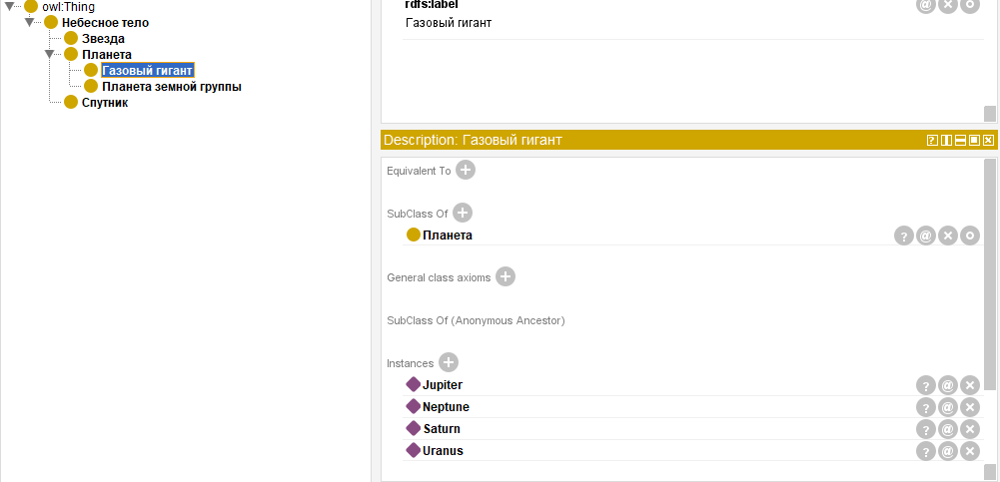 owl:Thing
Небесное тело
Звезда
Планета
Газовый гигант
Планета земной группы
Спутник
rdfs:label
Газовый гигант
Description: Газовый гигант
Equivalent To
SubClass Of
Планета
General class axioms
SubClass Of (Anonymous Ancestor)
Instances
Jupiter
Neptune
Saturn
Uranus